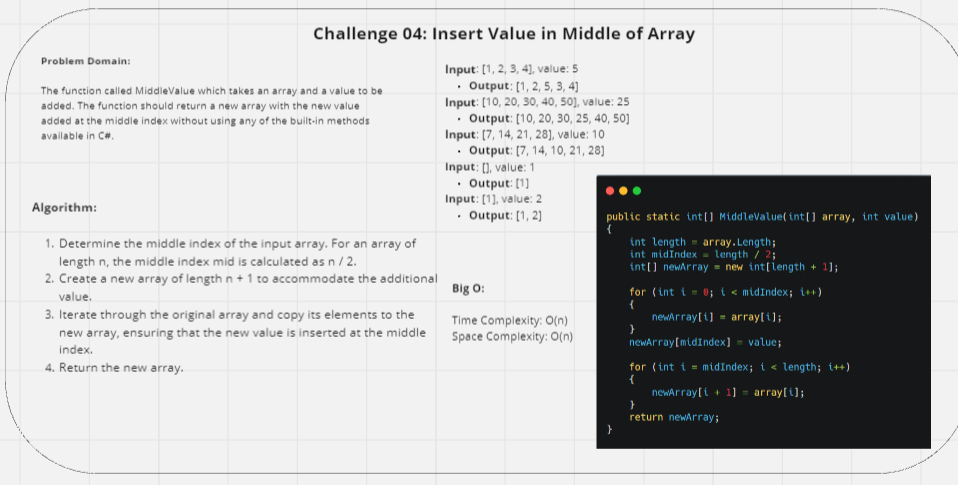 Challenge 04: Insert Value in Middle of Array
Problem Domain:
The function called MiddleValue which takes an array and a value to be
added. The function should return a new array with the new value
added at the middle index without using any of the built-in methods
available in C#.
Input: [1, 2, 3, 4], value: 5
• Output: [1, 2, 5, 3, 4]
Input: [10, 20, 30, 40, 50], value: 25
• Output: [10, 20, 30, 25, 40, 50]
Input: [7, 14, 21, 28], value: 10
• Output: [7, 14, 10, 21, 28]
Input: [], value: 1
• Output: [1]
Input: [1], value: 2
• Output: [1, 2]
Algorithm:
1. Determine the middle index of the input array. For an array of
length n, the middle index mid is calculated as n / 2.
2. Create a new array of length n + 1 to accommodate the additional
value.
3. Iterate through the original array and copy its elements to the
new array, ensuring that the new value is inserted at the middle
index.
4. Return the new array.
Big O:
Time Complexity: O(n)
Space Complexity: O(n)
public static int[] MiddleValue(int[] array, int value)
{
int length = array.Length;
int midIndex = length / 2;
int[] newArray = new int[length + 1];
for (int i = 0; i < midIndex; i++)
{
newArray[i] = array[i];
}
newArray[midIndex] = value;
for (int i = midIndex; i < length; i++)
{
newArray[i + 1] = array[i];
}
return newArray;
}